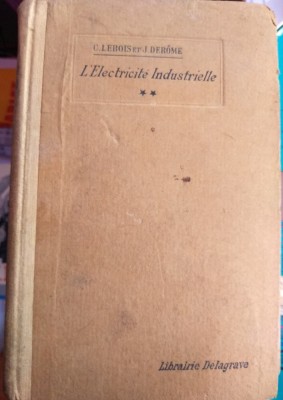 C. LEBOIS ET J. DERÔME
L'Electricité Industrielle
**
Librairie Delagrave